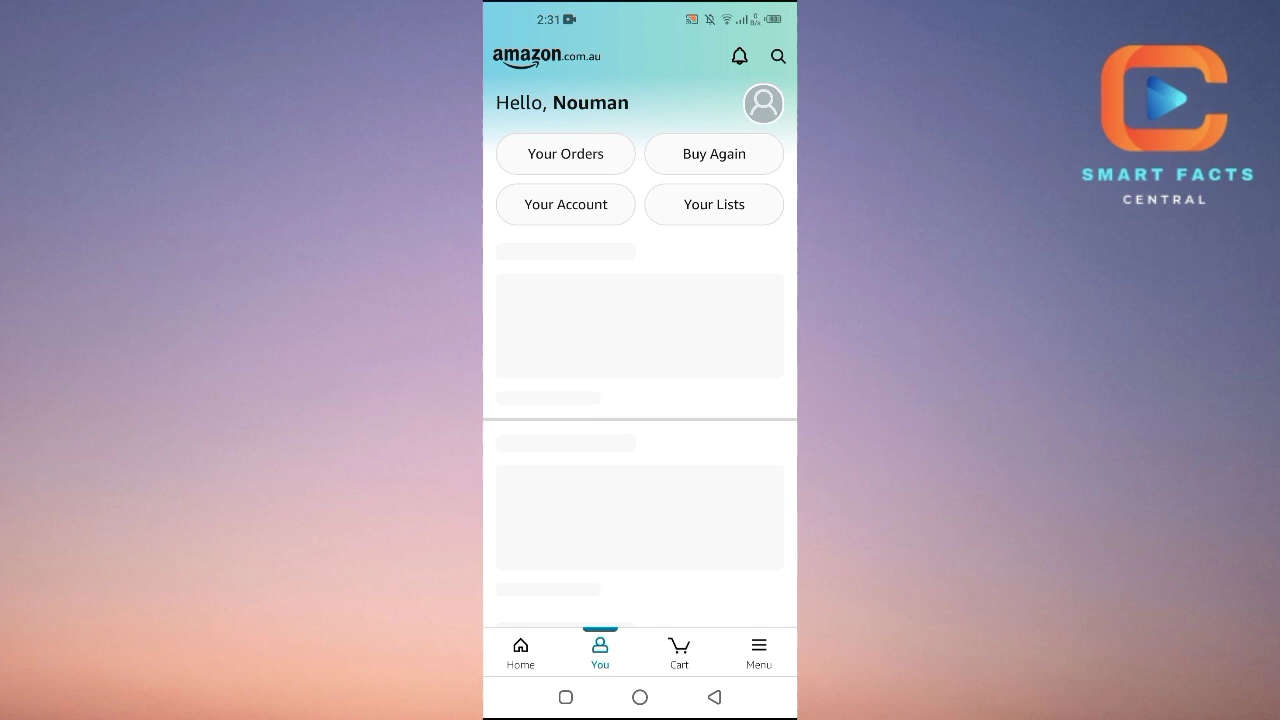 2:31
amazon.com.au
Hello, Nouman
Your Orders
Buy Again
Your Account
Your Lists
Home
You
Cart
Menu
SMART FACTS
CENTRAL